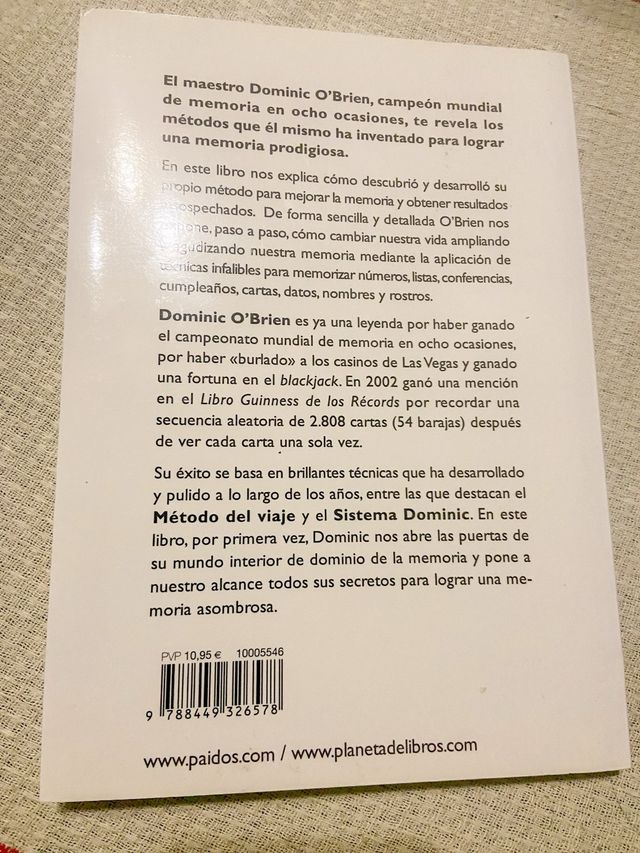 El maestro Dominic O'Brien, campeón mundial
de memoria en ocho ocasiones, te revela los
métodos que él mismo ha inventado para lograr
una memoria prodigiosa.
En este libro nos explica cómo descubrió y desarrolló su
propio método para mejorar la memoria y obtener resultados
insospechados. De forma sencilla y detallada O'Brien nos
expone, paso a paso, cómo cambiar nuestra vida ampliando
y agudizando nuestra memoria mediante la aplicación de
técnicas infalibles para memorizar números, listas, conferencias,
cumpleaños, cartas, datos, nombres y rostros.
Dominic O'Brien es ya una leyenda por haber ganado
el campeonato mundial de memoria en ocho ocasiones,
por haber «burlado» a los casinos de Las Vegas y ganado
una fortuna en el blackjack. En 2002 ganó una mención
en el Libro Guinness de los Récords por recordar una
secuencia aleatoria de 2.808 cartas (54 barajas) después
de ver cada carta una sola vez.
Su éxito se basa en brillantes técnicas que ha desarrollado
y pulido a lo largo de los años, entre las que destacan el
Método del viaje y el Sistema Dominic. En este
libro, por primera vez, Dominic nos abre las puertas de
su mundo interior de dominio de la memoria y pone a
nuestro alcance todos sus secretos para lograr una me-
moria asombrosa.
PVP 10,95 € 10005546
9 788449 326578
www.paidos.com / www.planetadelibros.com